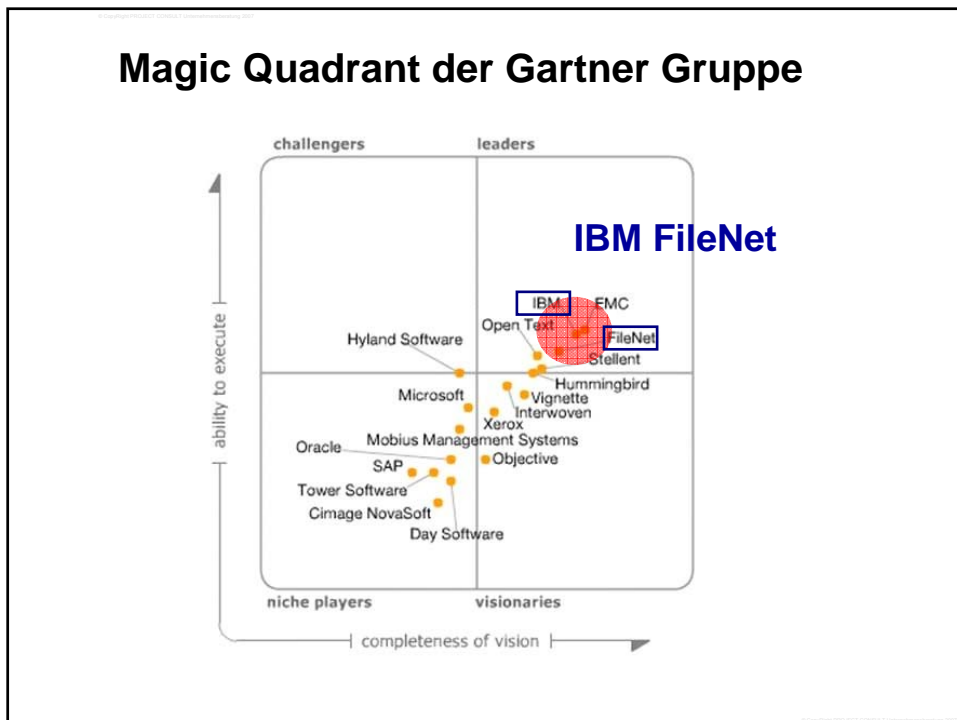 Magic Quadrant der Gartner Gruppe
challengers
leaders
IBM FileNet
IBM
EMC
Open Text
FileNet
Hyland Software
Stellent
Hummingbird
Microsoft
Vignette
Interwoven
Xerox
Mobius Management Systems
Oracle
Objective
SAP
Tower Software
Cimage NovaSoft
Day Software
ability to execute
niche players
visionaries
completeness of vision